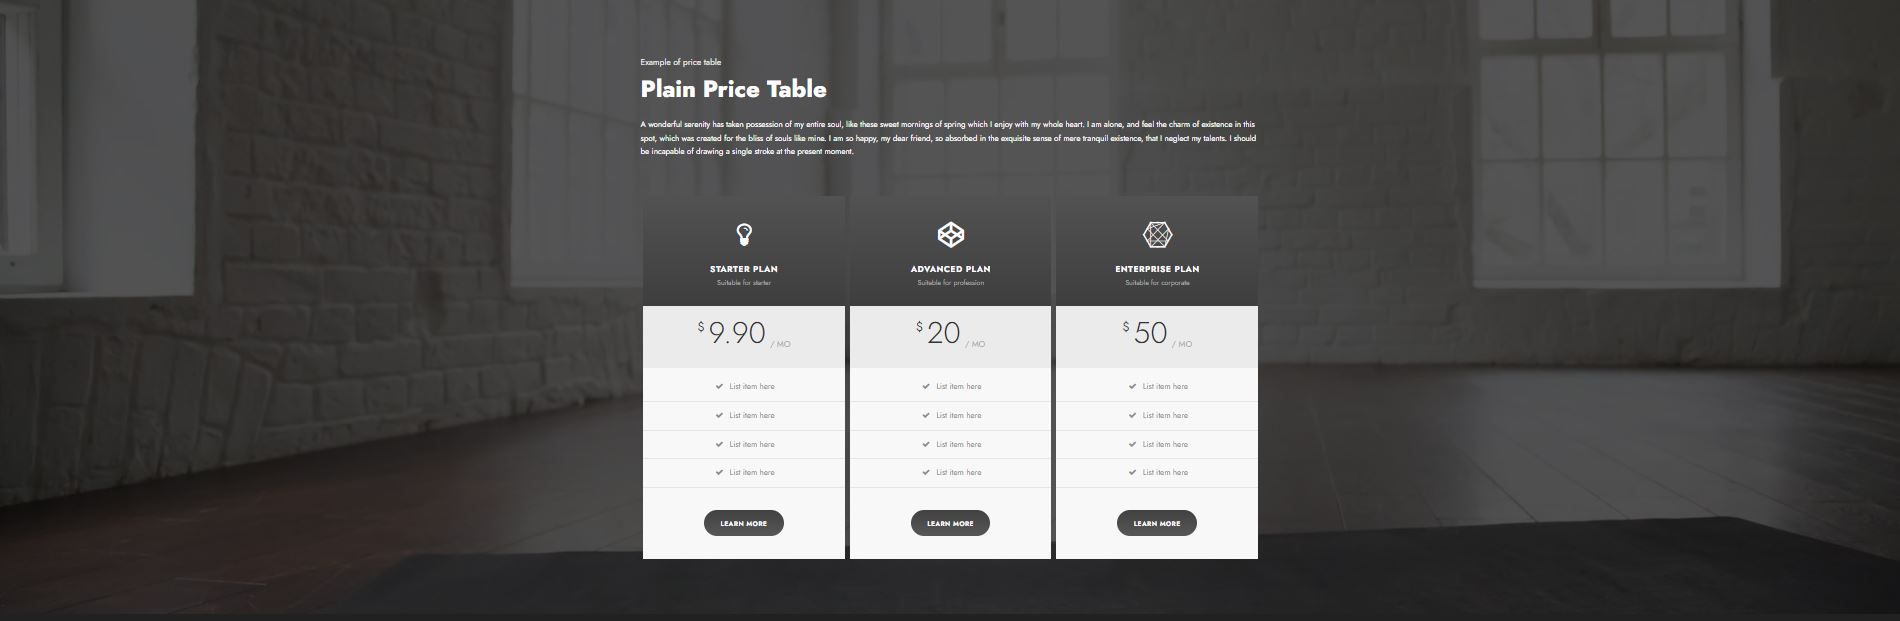 Example of price table
Plain Price Table
A wonderful serenity has taken possession of my entire soul, like these sweet mornings of spring which I enjoy with my whole heart. I am alone, and feel the charm of existence in this
spot, which was created for the bliss of souls like mine. I am so happy, my dear friend, so absorbed in the exquisite sense of mere tranquil existence, that I neglect my talents. I should
be incapable of drawing a single stroke at the present moment.
STARTER PLAN
Suitable for starter
$ 9.90 / MO
List item here
List item here
List item here
List item here
LEARN MORE
ADVANCED PLAN
Suitable for profession
$ 20 / MO
List item here
List item here
List item here
List item here
LEARN MORE
ENTERPRISE PLAN
Suitable for corporate
$ 50 / MO
List item here
List item here
List item here
List item here
LEARN MORE